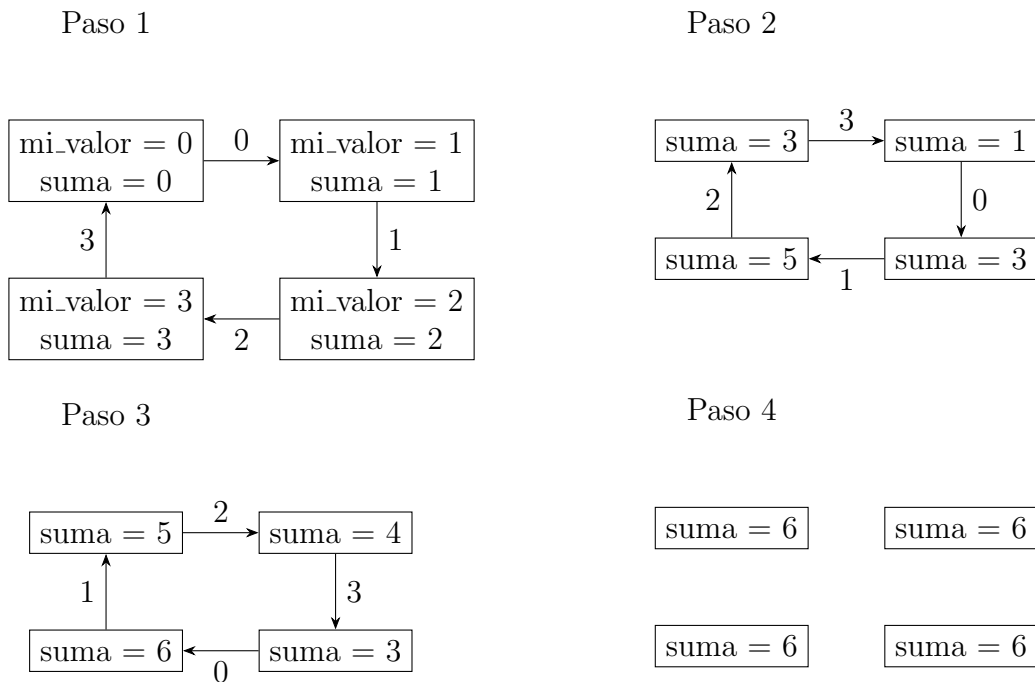 Paso 1
mi_valor = 0
suma = 0
0
mi_valor = 1
suma = 1
3
1
mi_valor = 3
suma = 3
2
mi_valor = 2
suma = 2
Paso 2
suma = 3
3
suma = 1
2
0
suma = 5
1
suma = 3
Paso 3
suma = 5
2
suma = 4
1
3
suma = 6
0
suma = 3
Paso 4
suma = 6
suma = 6
suma = 6
suma = 6